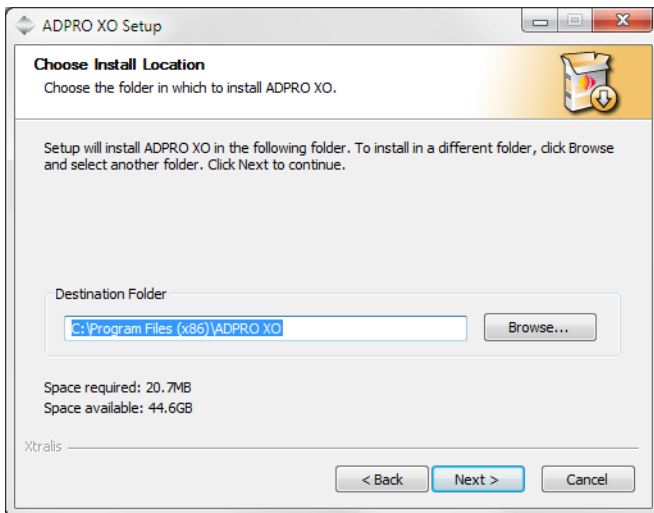 ADPRO XO Setup
Choose Install Location
Choose the folder in which to install ADPRO XO.
Setup will install ADPRO XO in the following folder. To install in a different folder, click Browse
and select another folder. Click Next to continue.
Destination Folder
C:\Program Files (x86)\ADPRO XO
Browse...
Space required: 20.7MB
Space available: 44.6GB
Xtralis
< Back
Next >
Cancel